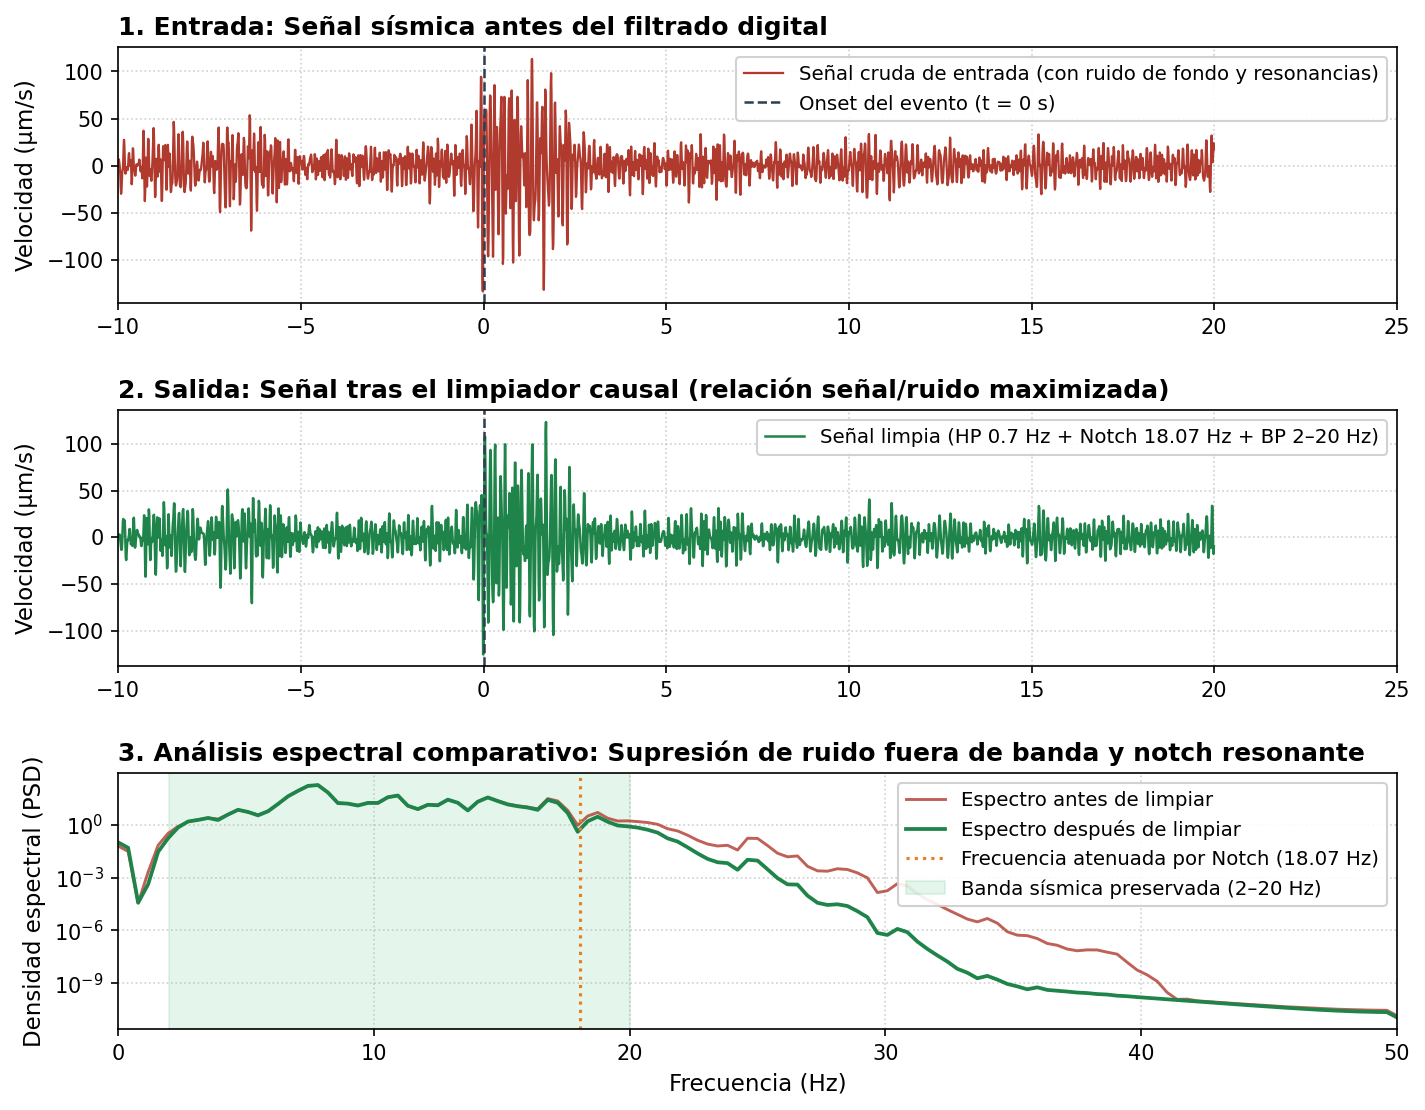 1. Entrada: Señal sísmica antes del filtrado digital
Velocidad (µm/s)
100
50
0
−50
−100
Señal cruda de entrada (con ruido de fondo y resonancias)
Onset del evento (t = 0 s)
−10
−5
0
5
10
15
20
25
2. Salida: Señal tras el limpiador causal (relación señal/ruido maximizada)
Velocidad (µm/s)
100
50
0
−50
−100
Señal limpia (HP 0.7 Hz + Notch 18.07 Hz + BP 2–20 Hz)
−10
−5
0
5
10
15
20
25
3. Análisis espectral comparativo: Supresión de ruido fuera de banda y notch resonante
Densidad espectral (PSD)
10⁰
10⁻³
10⁻⁶
10⁻⁹
Espectro antes de limpiar
Espectro después de limpiar
Frecuencia atenuada por Notch (18.07 Hz)
Banda sísmica preservada (2–20 Hz)
0
10
20
30
40
50
Frecuencia (Hz)